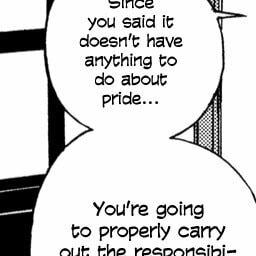 Since
you said it
doesn't have
anything to
do about
pride...
You're going
to properly carry
out the responsibi-